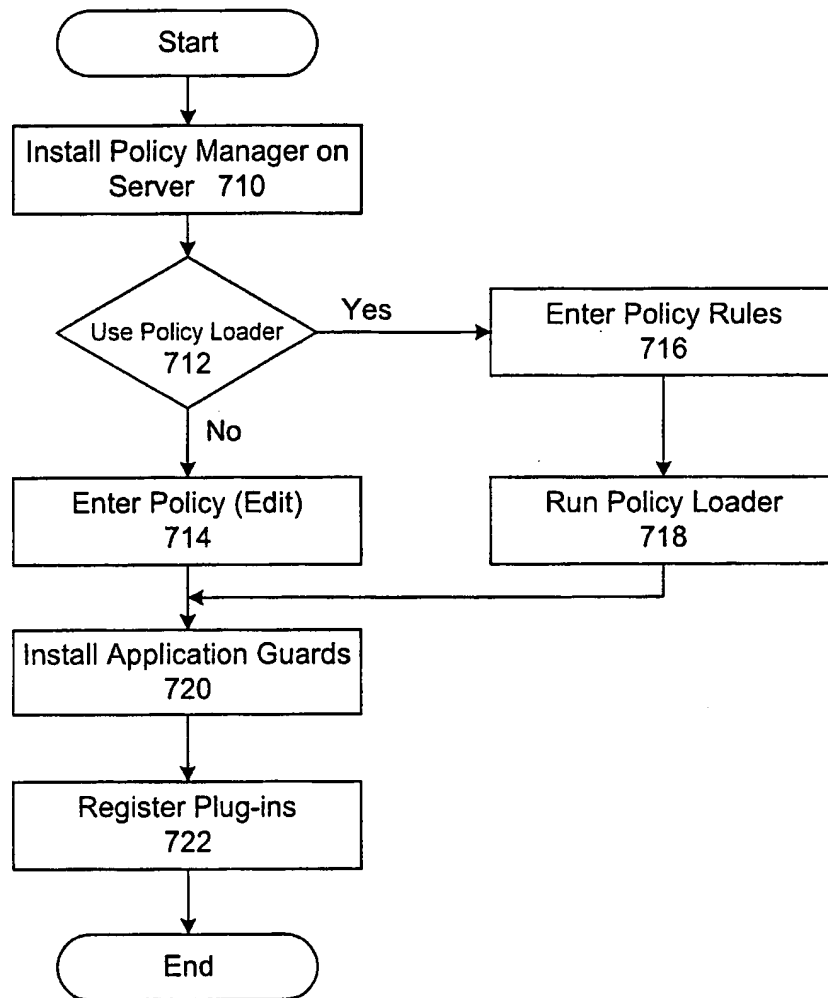 Start
Install Policy Manager on
Server 710
Use Policy Loader
712
Yes
No
Enter Policy Rules
716
Enter Policy (Edit)
714
Run Policy Loader
718
Install Application Guards
720
Register Plug-ins
722
End